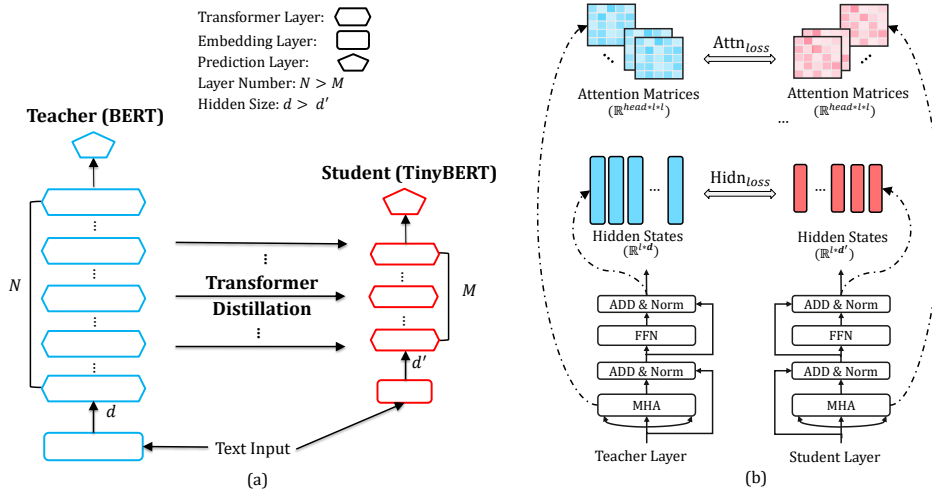 Transformer Layer:
Embedding Layer:
Prediction Layer:
Layer Number: N > M
Hidden Size: d > d′
Teacher (BERT)
Student (TinyBERT)
N
⋮
⋮
⋮
⋮
Transformer
Distillation
⋮
⋮
⋮
⋮
⋮
M
d
d′
Text Input
(a)
Attn_loss
Attention Matrices
(ℝ^{head∗l∗l})
Attention Matrices
(ℝ^{head∗l∗l})
...
Hidn_loss
...
...
Hidden States
(ℝ^{l∗d})
Hidden States
(ℝ^{l∗d′})
ADD & Norm
FFN
ADD & Norm
MHA
Teacher Layer
ADD & Norm
FFN
ADD & Norm
MHA
Student Layer
(b)